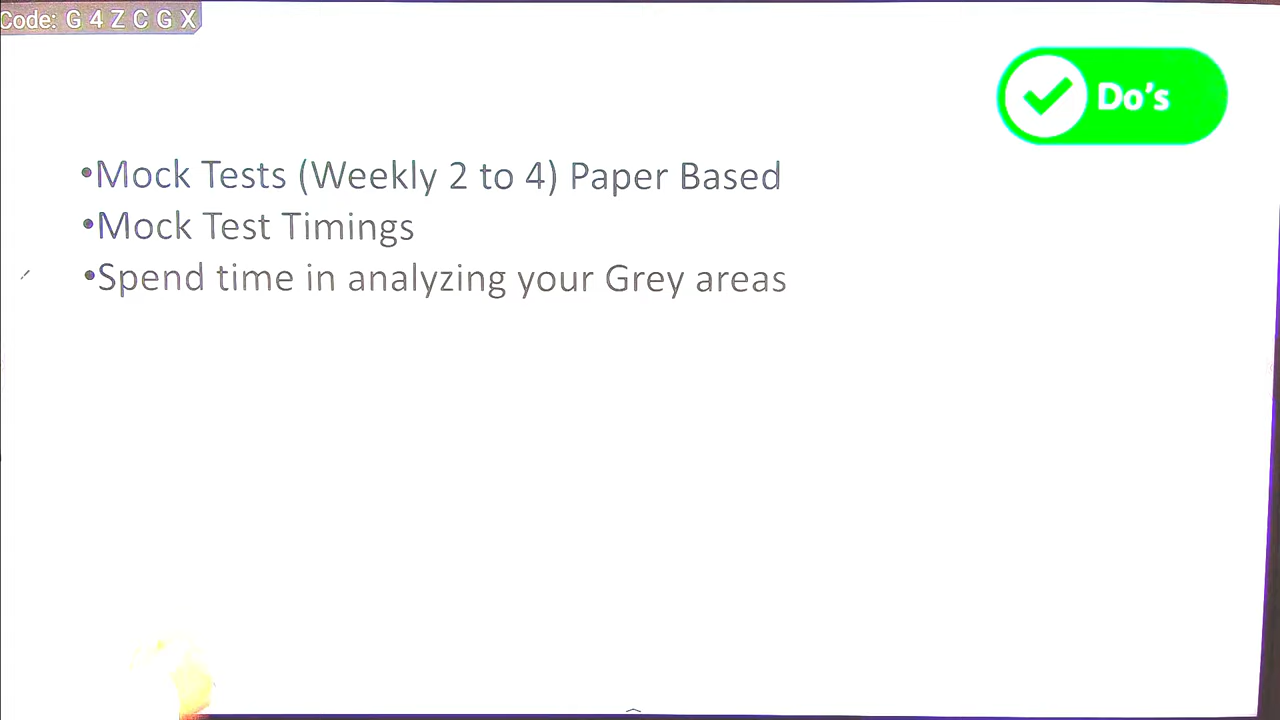 Code: G 4 Z C G X
Do's
•Mock Tests (Weekly 2 to 4) Paper Based
•Mock Test Timings
•Spend time in analyzing your Grey areas